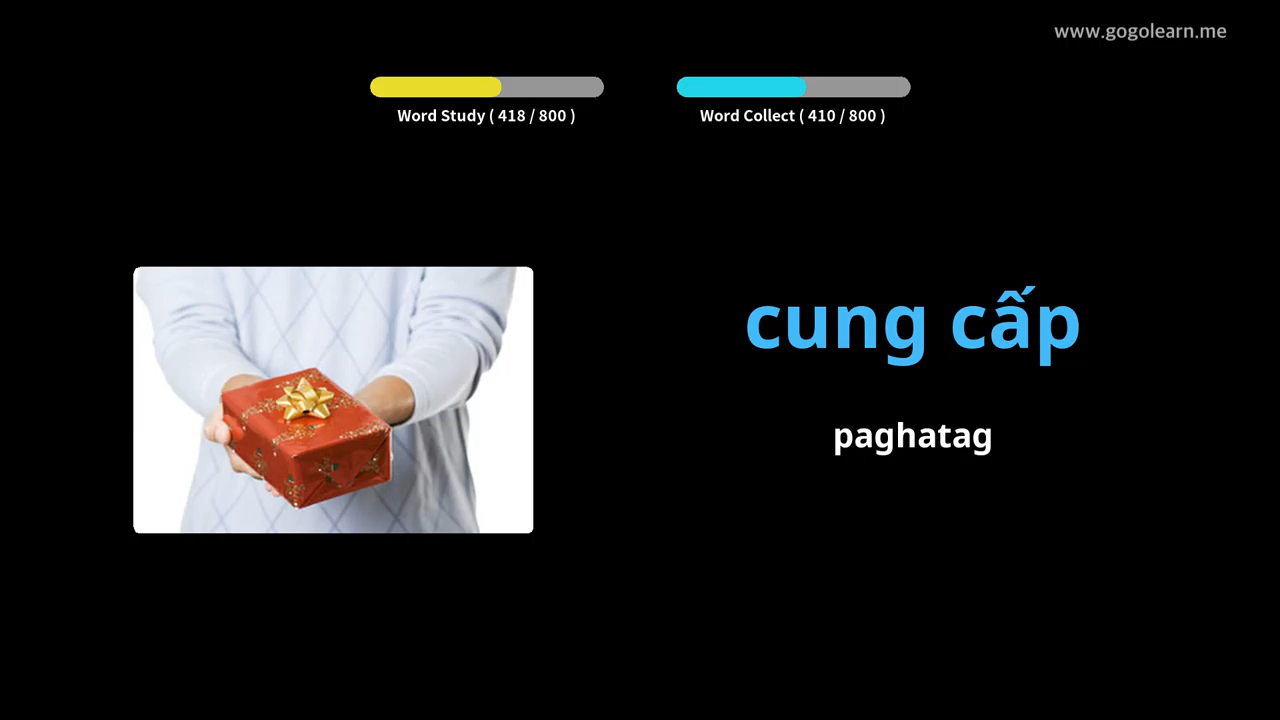 www.gogolearn.me
Word Study ( 418 / 800 )
Word Collect ( 410 / 800 )
cung cấp
paghatag